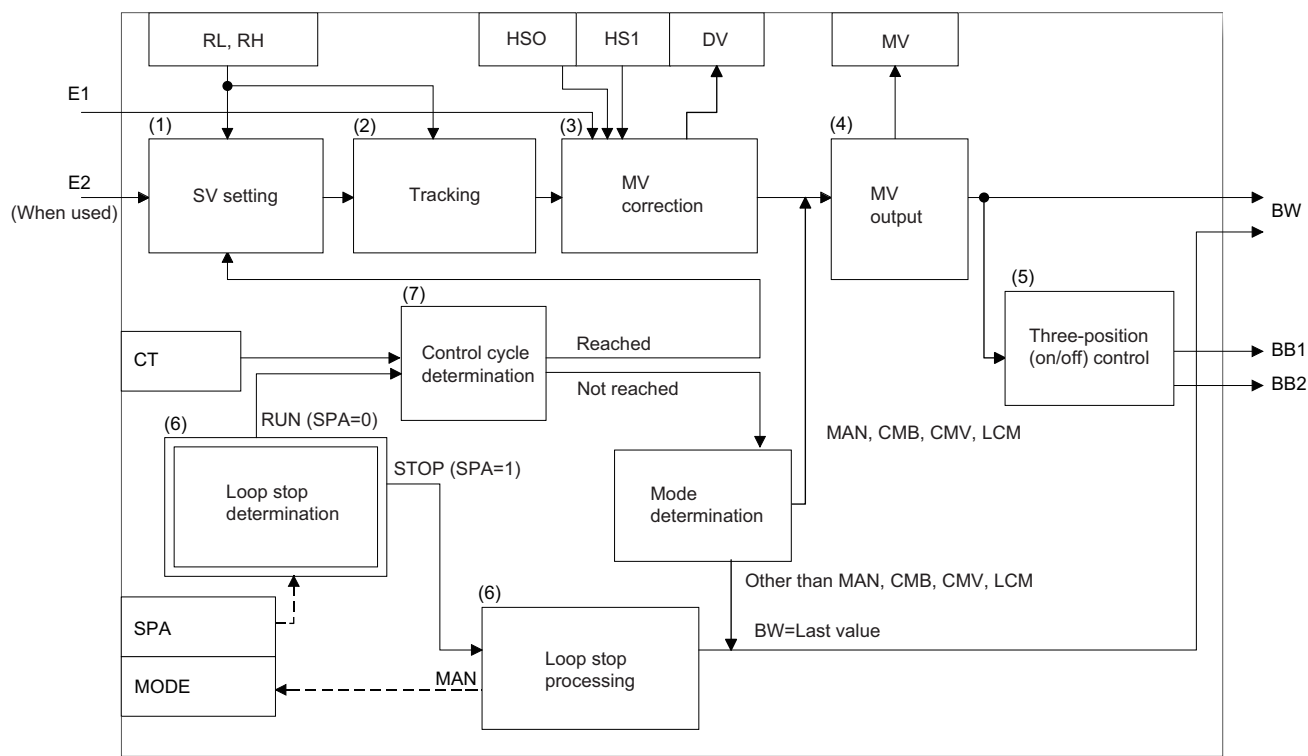 RL, RH
HSO
HS1
DV
MV
E1
(1)
(2)
(3)
(4)
E2
(When used)
SV setting
Tracking
MV
correction
MV
output
BW
(5)
Three-position
(on/off) control
BB1
BB2
(7)
CT
Control cycle
determination
Reached
Not reached
RUN (SPA=0)
MAN, CMB, CMV, LCM
(6)
STOP (SPA=1)
Loop stop
determination
Mode
determination
Other than MAN, CMB, CMV, LCM
(6)
SPA
BW=Last value
Loop stop
processing
MODE
MAN